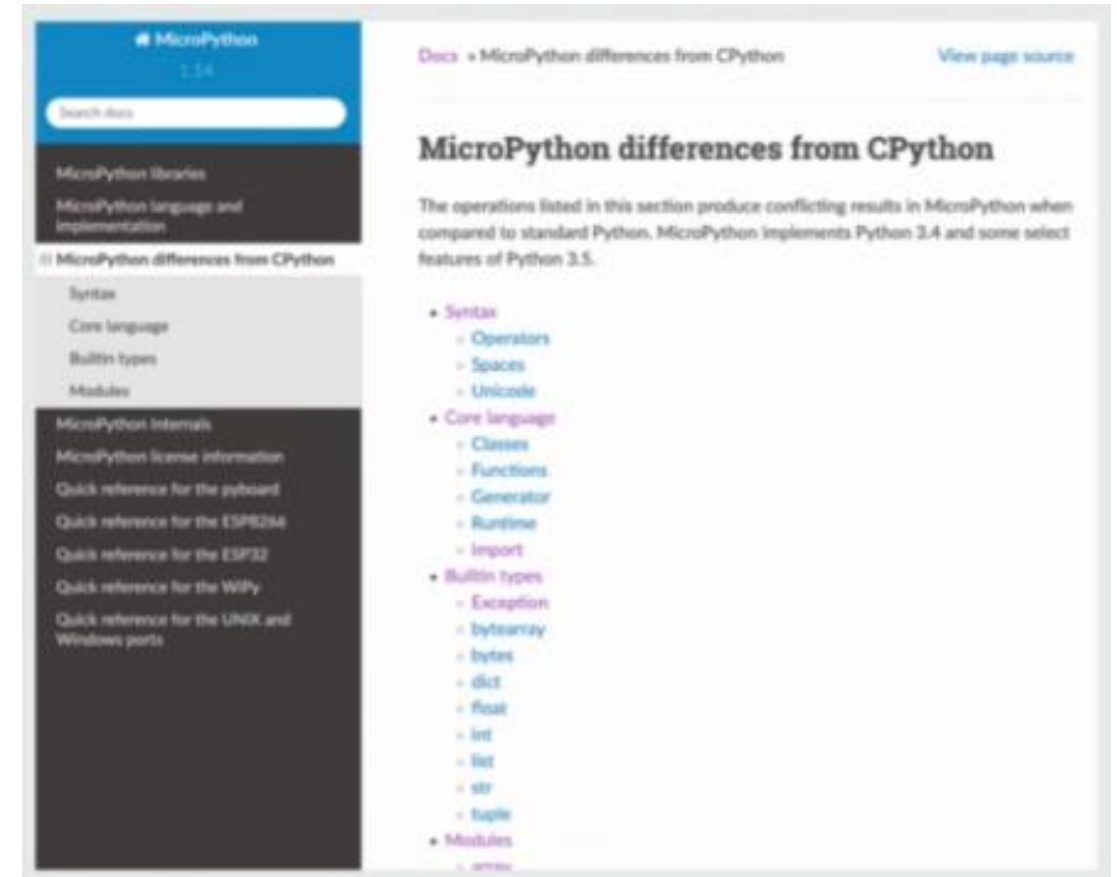 MicroPython
1.14
Search docs
MicroPython libraries
MicroPython language and
implementation
MicroPython differences from CPython
Syntax
Core language
Builtin types
Modules
MicroPython Internals
MicroPython license information
Quick reference for the pyboard
Quick reference for the ESP8266
Quick reference for the ESP32
Quick reference for the WiPy
Quick reference for the UNIX and
Windows ports
Docs » MicroPython differences from CPython
View page source
MicroPython differences from CPython
The operations listed in this section produce conflicting results in MicroPython when
compared to standard Python. MicroPython implements Python 3.4 and some select
features of Python 3.5.
Syntax
Operators
Spaces
Unicode
Core language
Classes
Functions
Generator
Runtime
import
Builtin types
Exception
bytearray
bytes
dict
float
int
list
str
tuple
Modules
array